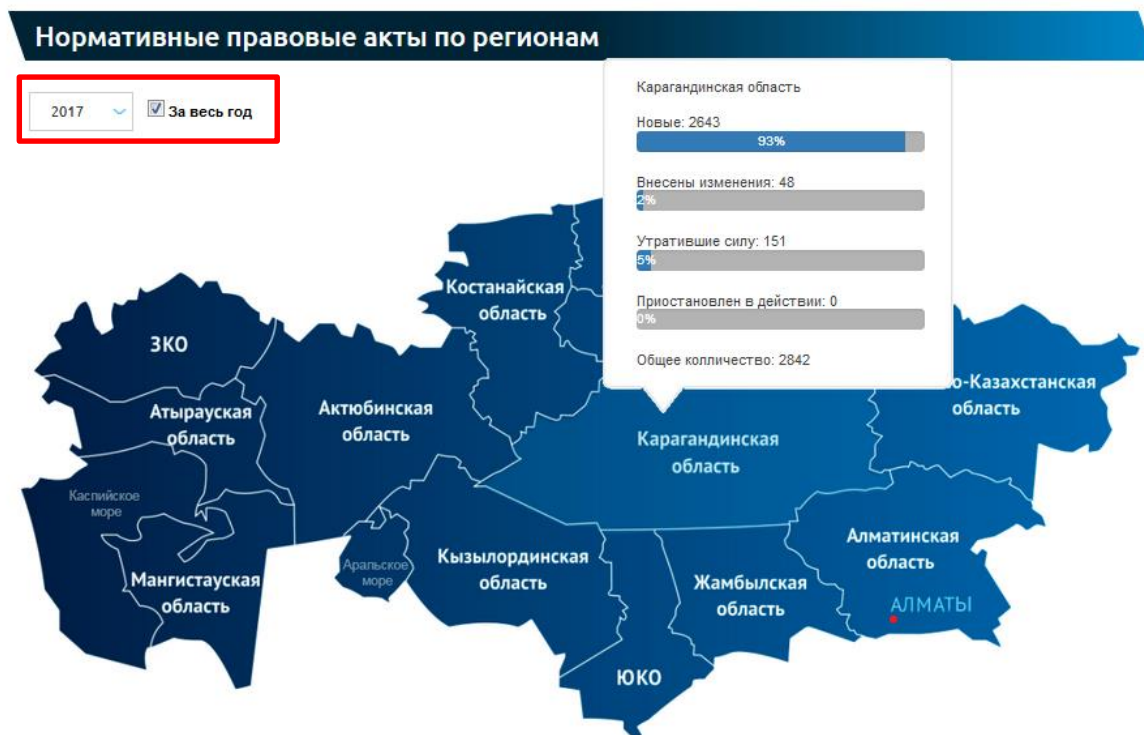 Нормативные правовые акты по регионам
2017
За весь год
Карагандинская область
Новые: 2643
93%
Внесены изменения: 48
2%
Утратившие силу: 151
5%
Приостановлен в действии: 0
0%
Общее колличество: 2842
Костанайская
область
ЗКО
Атырауская
область
Актюбинская
область
Карагандинская
область
о-Казахстанская
область
Каспийское
море
Мангистауская
область
Аральское
море
Кызылординская
область
Жамбылская
область
Алматинская
область
АЛМАТЫ
ЮКО